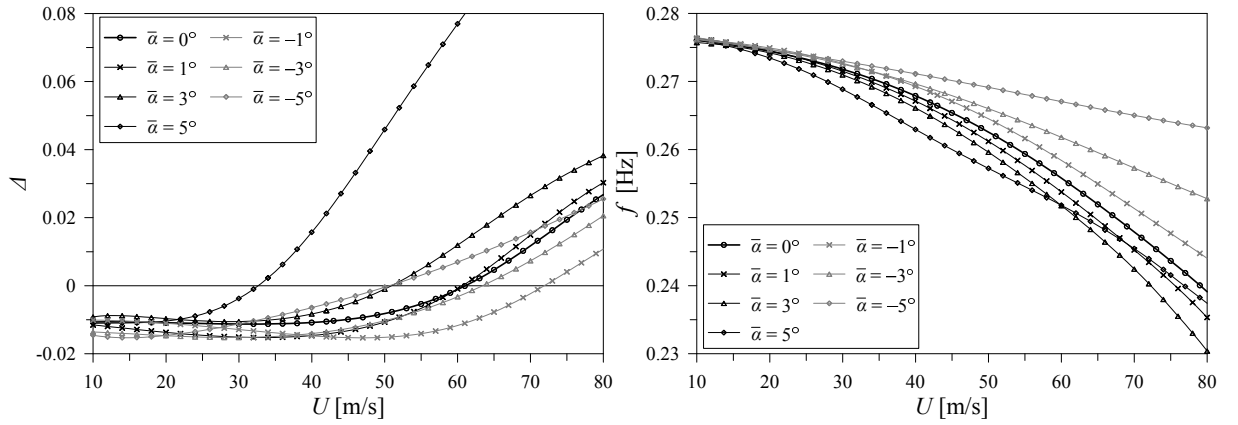 0.08
0.06
0.04
0.02
0
-0.02
Δ
ᾱ = 0° ᾱ = –1°
ᾱ = 1° ᾱ = –3°
ᾱ = 3° ᾱ = –5°
ᾱ = 5°
10 20 30 40 50 60 70 80
U [m/s]
0.28
0.27
0.26
0.25
0.24
0.23
f [Hz]
ᾱ = 0° ᾱ = –1°
ᾱ = 1° ᾱ = –3°
ᾱ = 3° ᾱ = –5°
ᾱ = 5°
10 20 30 40 50 60 70 80
U [m/s]